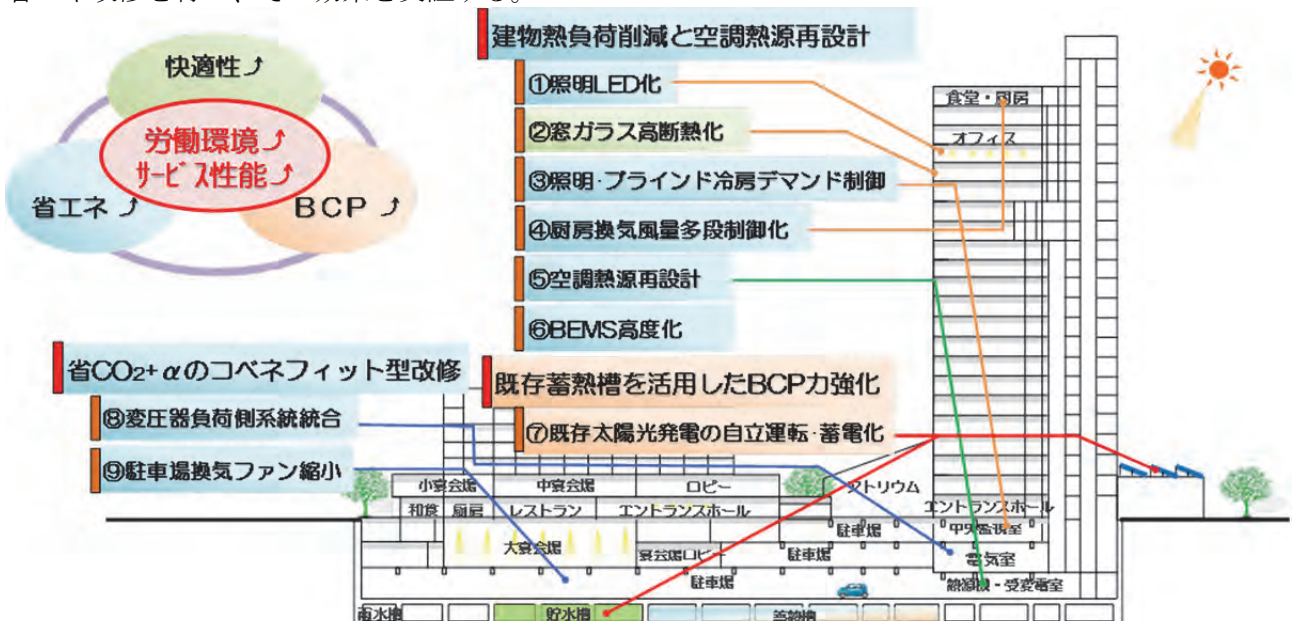 快適性⤴
労働環境⤴
ｻｰﾋﾞｽ性能⤴
省エネ⤴
BCP⤴
建物熱負荷削減と空調熱源再設計
①照明LED化
②窓ガラス高断熱化
③照明･ブラインド冷房デマンド制御
④厨房換気風量多段制御化
⑤空調熱源再設計
⑥BEMS高度化
省CO₂+αのコベネフィット型改修
⑧変圧器負荷側系統統合
⑨駐車場換気ファン縮小
既存蓄熱槽を活用したBCP力強化
⑦既存太陽光発電の自立運転･蓄電化
食堂・厨房
オフィス
小宴会場
中宴会場
ロビー
アトリウム
和食
厨房
レストラン
エントランスホール
エントランスホール
大宴会場
宴会場ロビー
駐車場
駐車場
駐車場
中央監視室
電気室
熱源機・受変電室
雨水槽
貯水槽
蓄熱槽